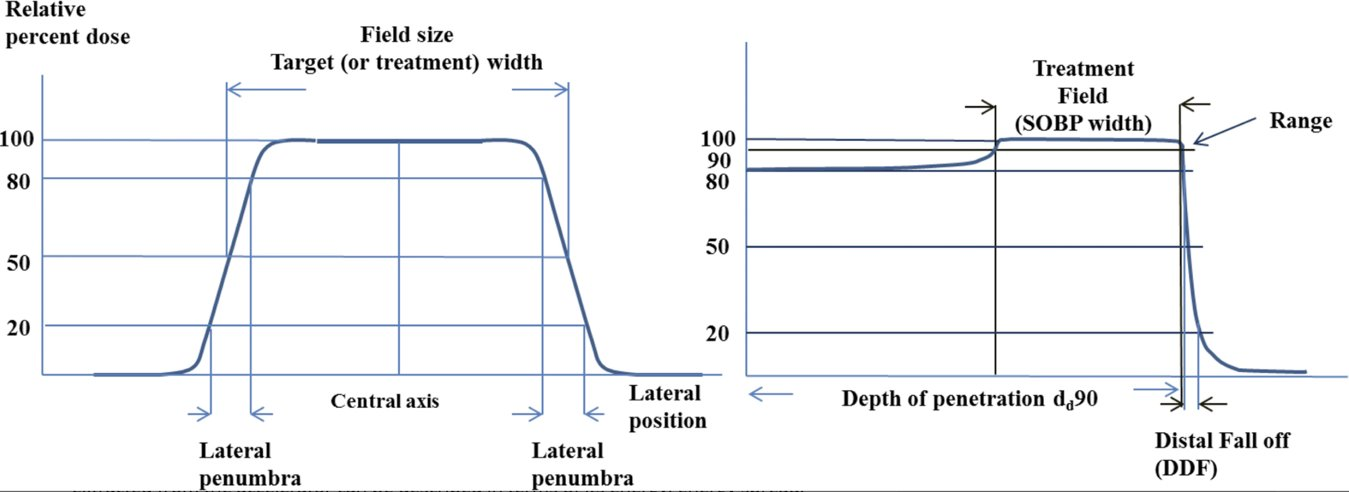 Relative
percent dose
Field size
Target (or treatment) width
100
80
50
20
Central axis
Lateral
position
Lateral
penumbra
Lateral
penumbra
Treatment
Field
(SOBP width)
Range
100
90
80
50
20
Depth of penetration dd90
Distal Fall off
(DDF)